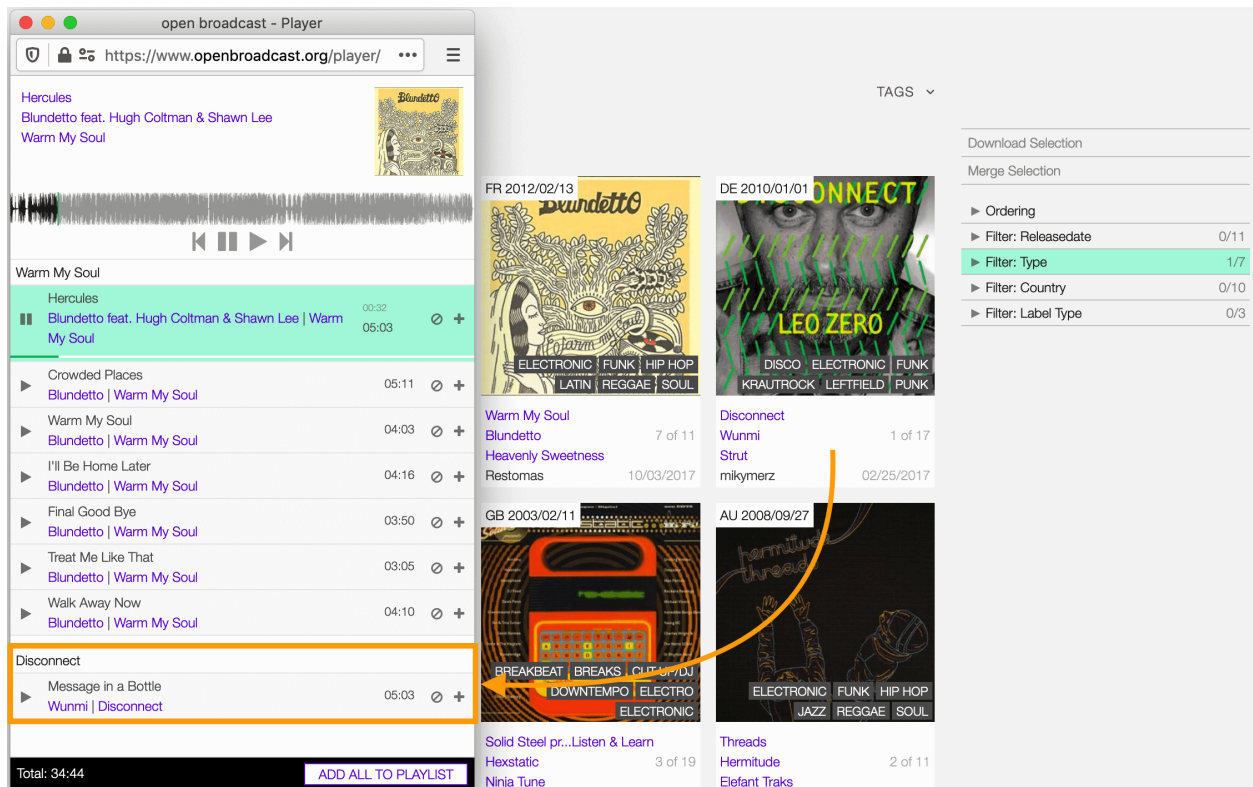 open broadcast - Player
https://www.openbroadcast.org/player/
Hercules
Blundetto feat. Hugh Coltman & Shawn Lee
Warm My Soul
Blundetto
Warm My Soul
Hercules
00:32
Blundetto feat. Hugh Coltman & Shawn Lee | Warm
My Soul
05:03
Crowded Places
Blundetto | Warm My Soul
05:11
Warm My Soul
Blundetto | Warm My Soul
04:03
I'll Be Home Later
Blundetto | Warm My Soul
04:16
Final Good Bye
Blundetto | Warm My Soul
03:50
Treat Me Like That
Blundetto | Warm My Soul
03:05
Walk Away Now
Blundetto | Warm My Soul
04:10
Disconnect
Message in a Bottle
Wunmi | Disconnect
05:03
Total: 34:44
ADD ALL TO PLAYLIST
TAGS
FR 2012/02/13
Blundetto
Warm my Soul
ELECTRONIC FUNK HIP HOP
LATIN REGGAE SOUL
Warm My Soul
Blundetto 7 of 11
Heavenly Sweetness
Restomas 10/03/2017
DE 2010/01/01
CONNECT
LEO ZERO
DISCO ELECTRONIC FUNK
KRAUTROCK LEFTFIELD PUNK
Disconnect
Wunmi 1 of 17
Strut
mikymerz 02/25/2017
GB 2003/02/11
BREAKBEAT BREAKS CUT-UP/DJ
DOWNTEMPO ELECTRO
ELECTRONIC
Solid Steel pr...Listen & Learn
Hexstatic 3 of 19
Ninja Tune
AU 2008/09/27
hermitude
threads
ELECTRONIC FUNK HIP HOP
JAZZ REGGAE SOUL
Threads
Hermitude 2 of 11
Elefant Traks
Download Selection
Merge Selection
Ordering
Filter: Releasedate 0/11
Filter: Type 1/7
Filter: Country 0/10
Filter: Label Type 0/3